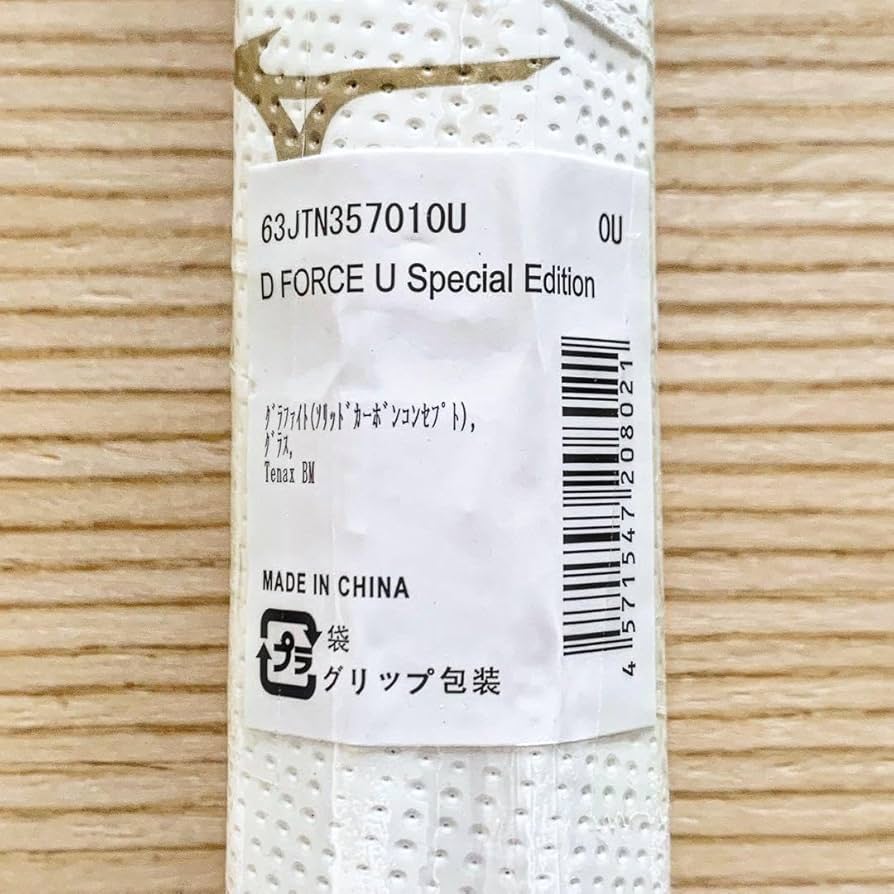 63JTN357010U 0U
D FORCE U Special Edition
ｸﾞﾗﾌｧｲﾄ(ｿﾘｯﾄﾞｶｰﾎﾞﾝｺﾝｾﾌﾟﾄ),
ｸﾞﾗｽ,
Tenax BM
4571547208021
MADE IN CHINA
プラ 袋
グリップ包装